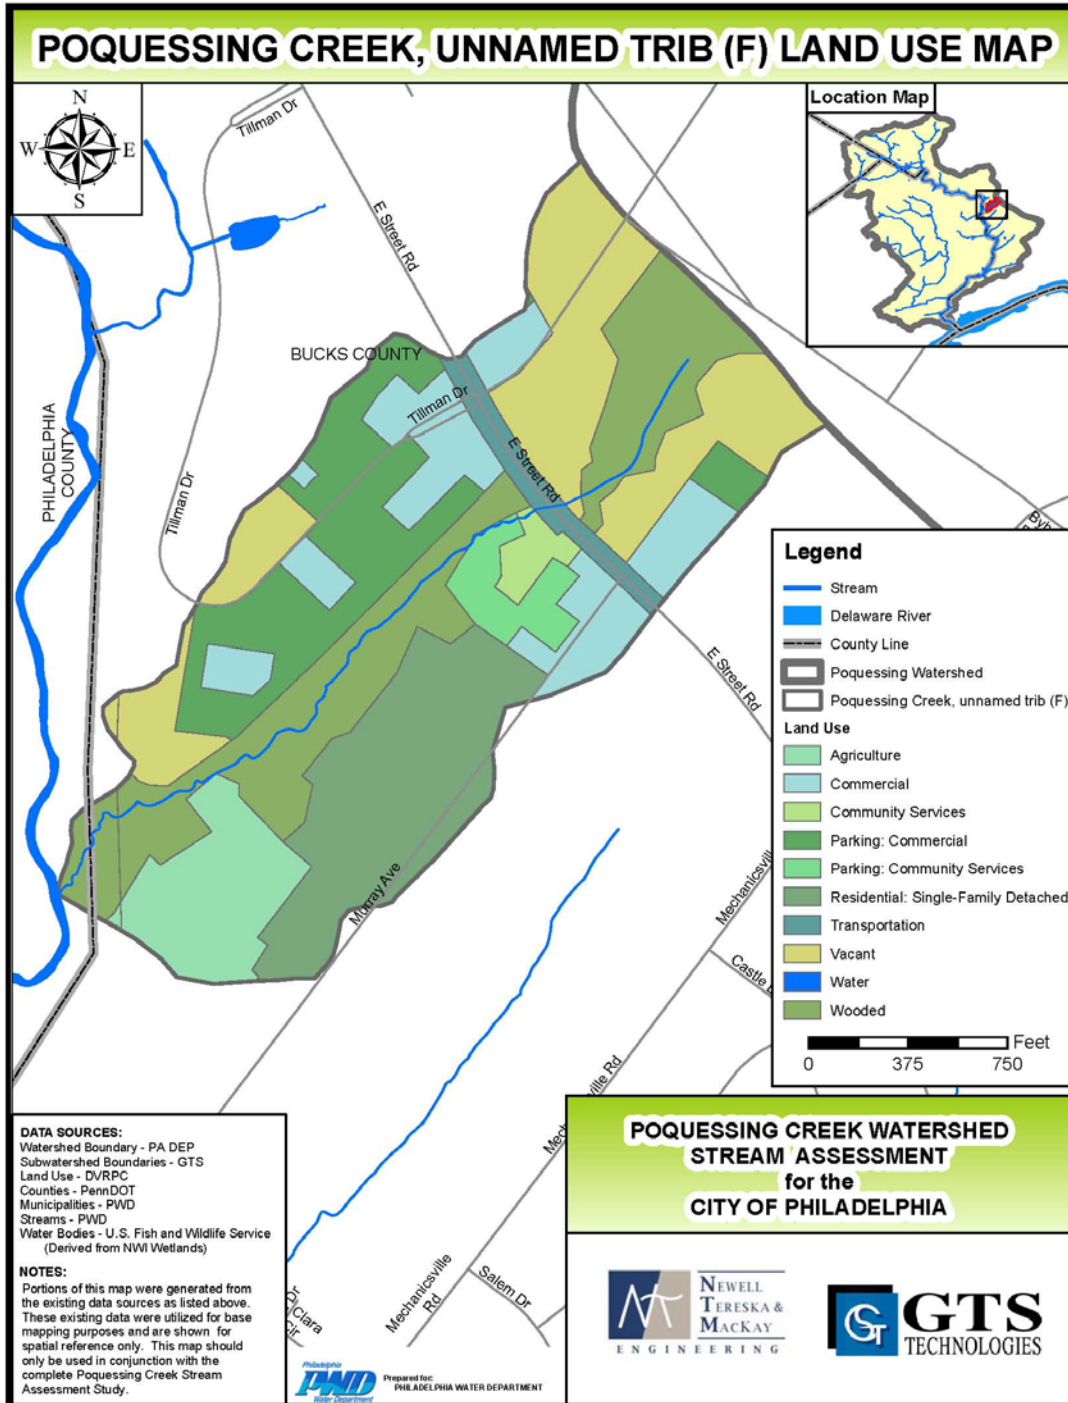 POQUESSING CREEK, UNNAMED TRIB (F) LAND USE MAP
N
W
E
S
Location Map
Tillman Dr
E Street Rd
BUCKS COUNTY
Tillman Dr
E Street Rd
PHILADELPHIA
COUNTY
Tillman Dr
E Street Rd
Murray Ave
Mechanicsville Rd
Salem Dr
Mechanicsville
Rd
Clara
Cir
Dr
Castle
Legend
Stream
Delaware River
County Line
Poquessing Watershed
Poquessing Creek, unnamed trib (F)
Land Use
Agriculture
Commercial
Community Services
Parking: Commercial
Parking: Community Services
Residential: Single-Family Detached
Transportation
Vacant
Water
Wooded
Feet
0 375 750
DATA SOURCES:
Watershed Boundary - PA DEP
Subwatershed Boundaries - GTS
Land Use - DVRPC
Counties - PennDOT
Municipalities - PWD
Streams - PWD
Water Bodies - U.S. Fish and Wildlife Service
(Derived from NWI Wetlands)
NOTES:
Portions of this map were generated from
the existing data sources as listed above.
These existing data were utilized for base
mapping purposes and are shown for
spatial reference only. This map should
only be used in conjunction with the
complete Poquessing Creek Stream
Assessment Study.
Philadelphia
PWD
Water Department
Prepared for:
PHILADELPHIA WATER DEPARTMENT
POQUESSING CREEK WATERSHED
STREAM ASSESSMENT
for the
CITY OF PHILADELPHIA
NEWELL
TERESKA &
MACKAY
ENGINEERING
GTS
GTS
TECHNOLOGIES